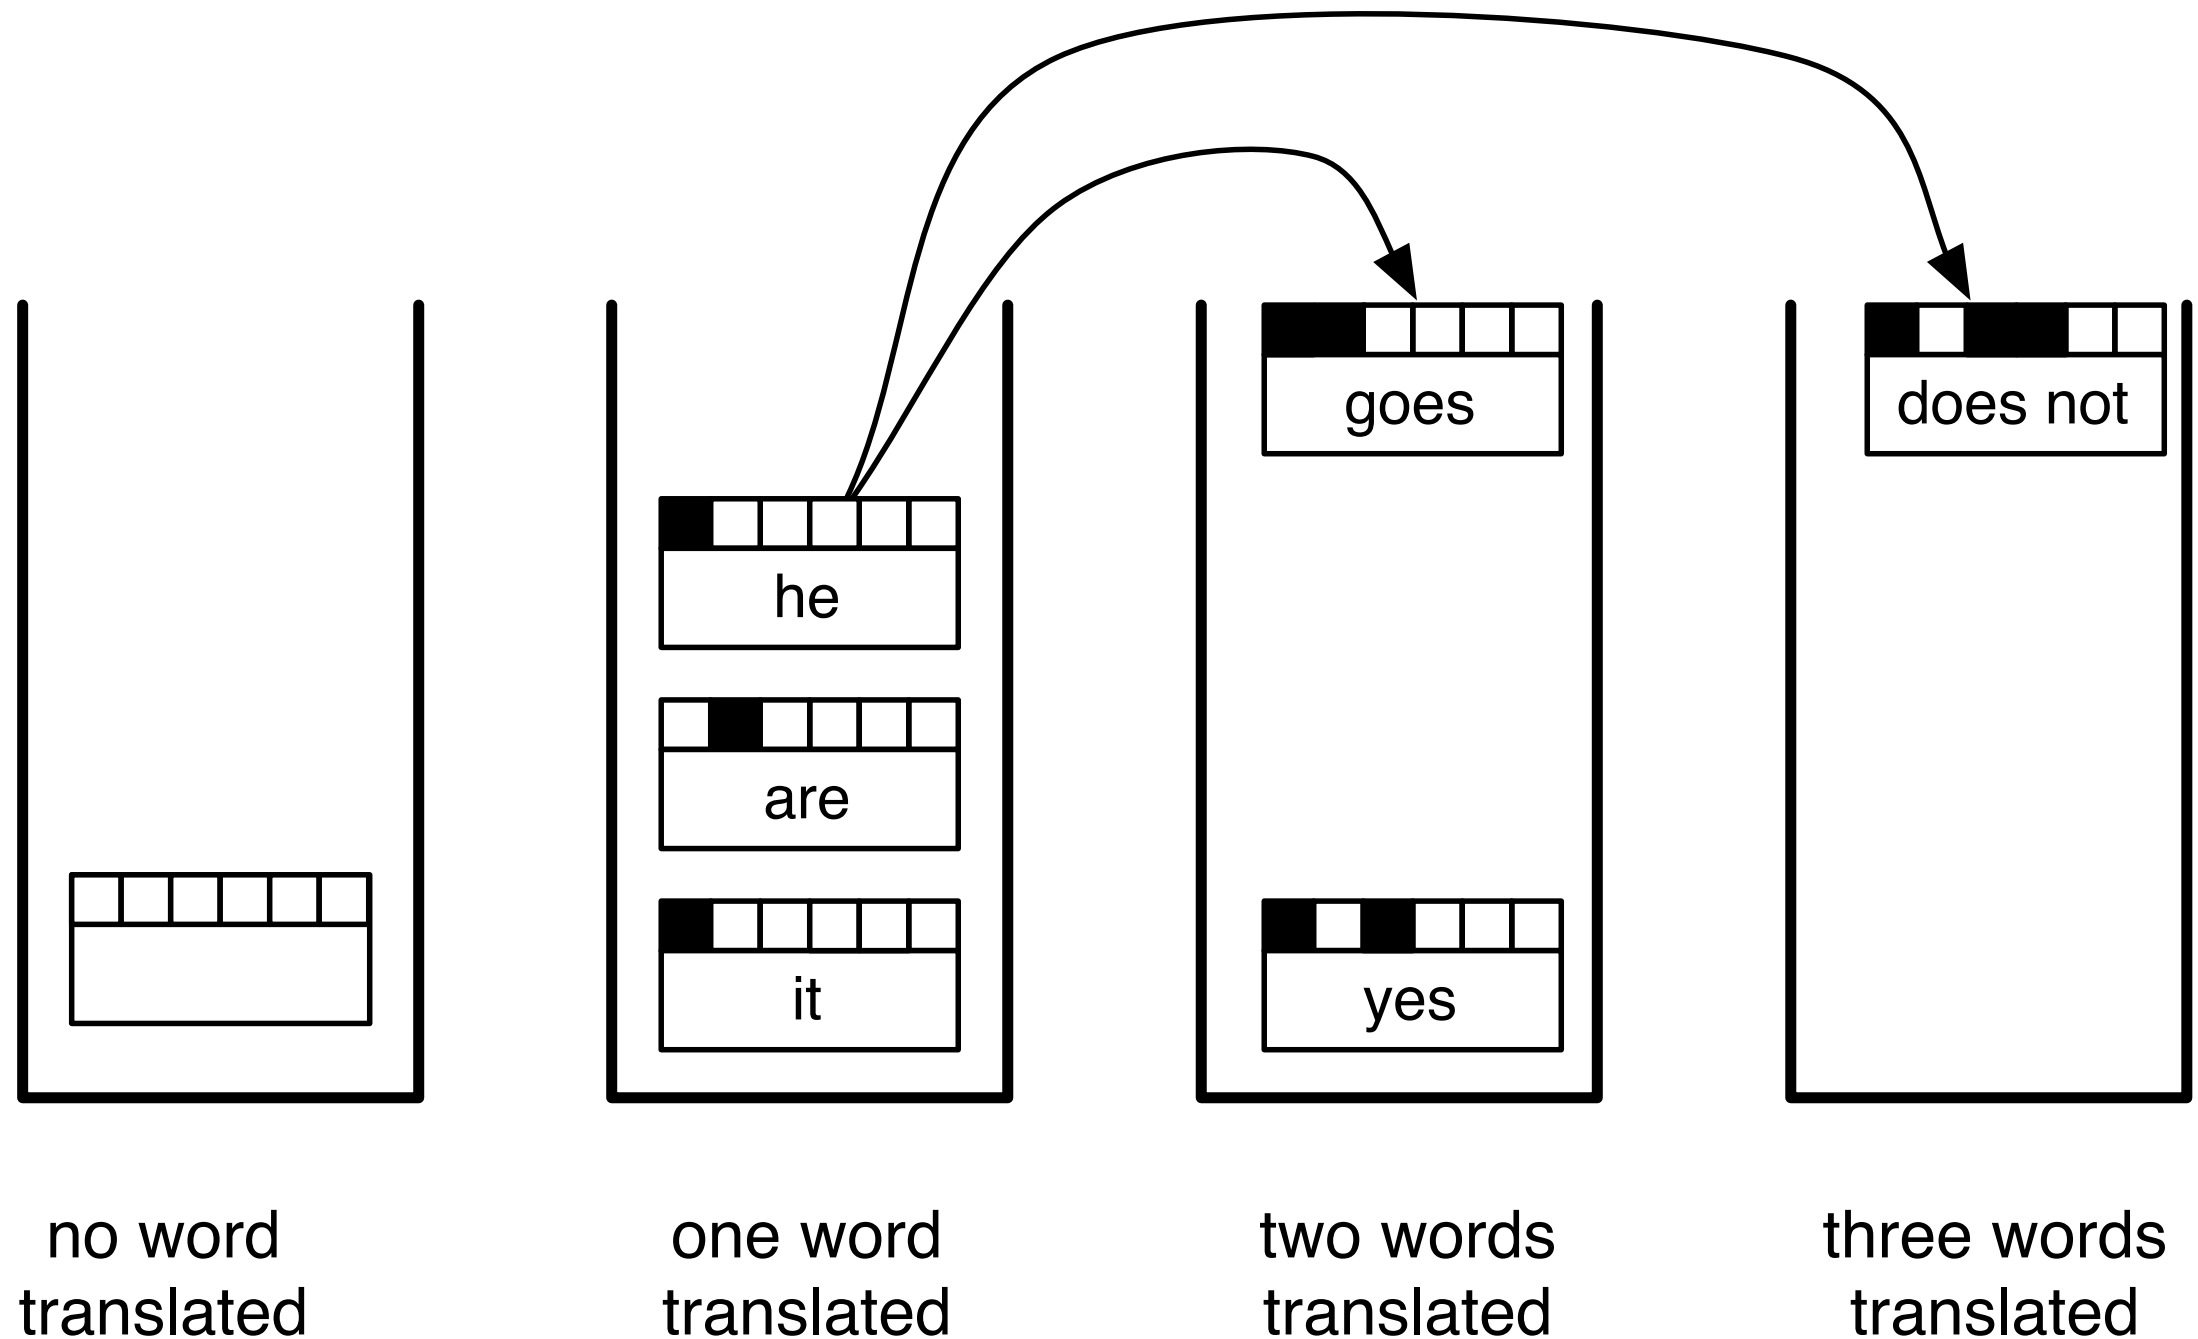 goes
does not
he
are
it
yes
no word
translated
one word
translated
two words
translated
three words
translated